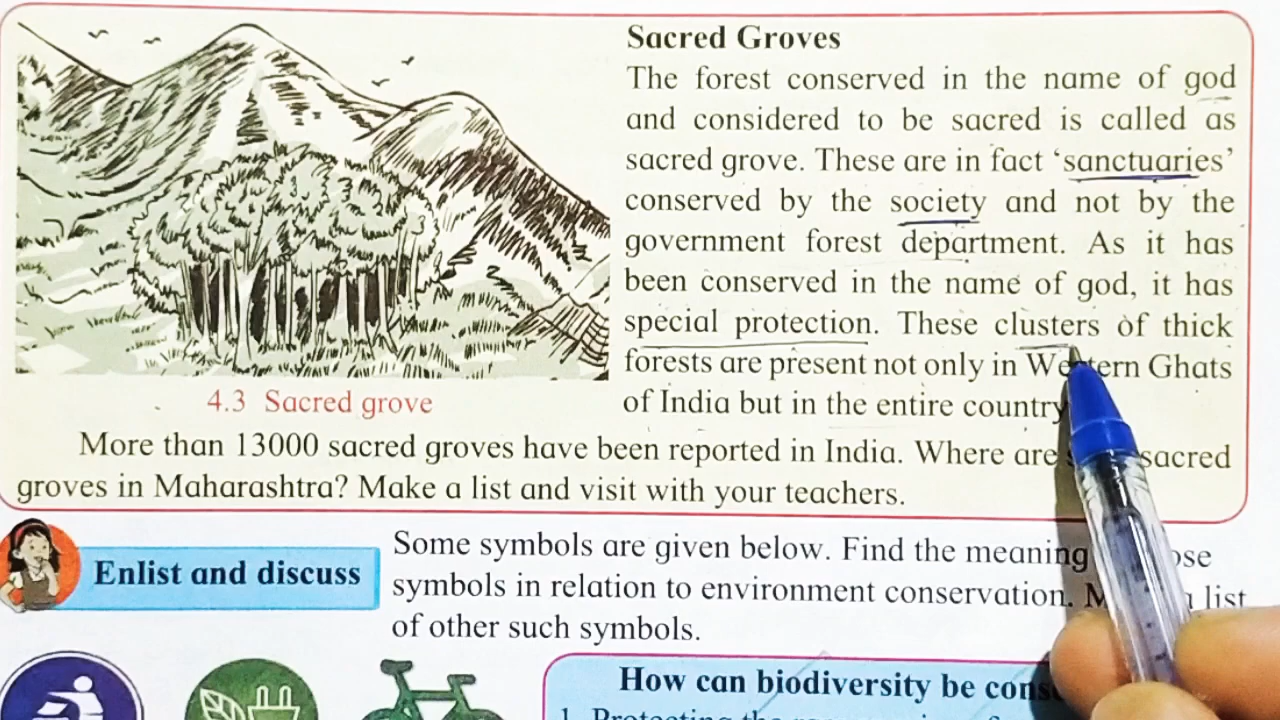 Sacred Groves
The forest conserved in the name of god
and considered to be sacred is called as
sacred grove. These are in fact ‘sanctuaries’
conserved by the society and not by the
government forest department. As it has
been conserved in the name of god, it has
special protection. These clusters of thick
forests are present not only in Western Ghats
of India but in the entire country
4.3 Sacred grove
More than 13000 sacred groves have been reported in India. Where are sacred
groves in Maharashtra? Make a list and visit with your teachers.
Enlist and discuss
Some symbols are given below. Find the meaning
symbols in relation to environment conservation. list
of other such symbols.
How can biodiversity be
1. Protecting the